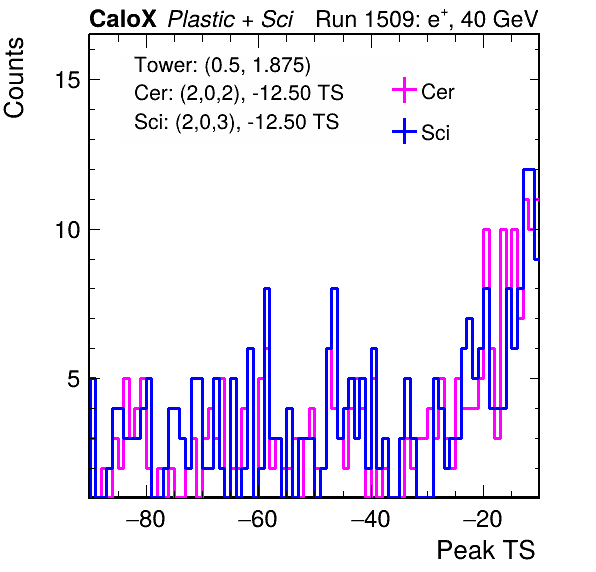 CaloX Plastic + Sci Run 1509: e⁺, 40 GeV
Counts
Tower: (0.5, 1.875)
Cer: (2,0,2), -12.50 TS
Sci: (2,0,3), -12.50 TS
Cer
Sci
15
10
5
−80 −60 −40 −20
Peak TS